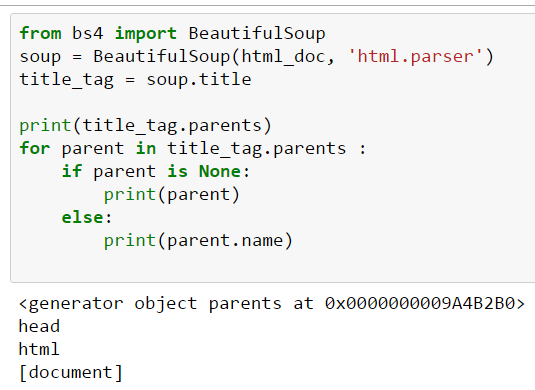 from bs4 import BeautifulSoup
soup = BeautifulSoup(html_doc, 'html.parser')
title_tag = soup.title

print(title_tag.parents)
for parent in title_tag.parents :
    if parent is None:
        print(parent)
    else:
        print(parent.name)

<generator object parents at 0x0000000009A4B2B0>
head
html
[document]